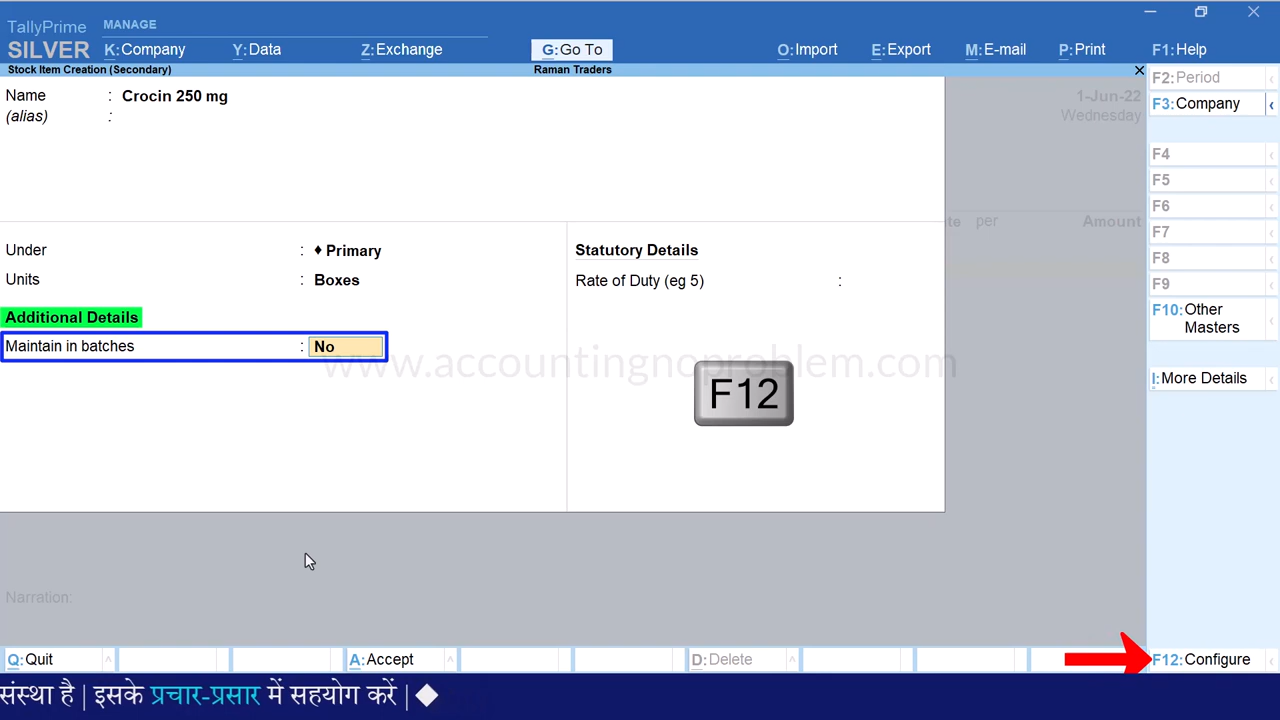 TallyPrime
MANAGE
SILVER
K:Company
Y:Data
Z:Exchange
G:Go To
O:Import
E:Export
M:E-mail
P:Print
F1:Help
Stock Item Creation (Secondary)
Raman Traders
F2:Period
Name : Crocin 250 mg
1-Jun-22
F3:Company
(alias) :
Wednesday
F4
F5
F6
per
Amount
F7
Under : ♦ Primary
Statutory Details
F8
Units : Boxes
Rate of Duty (eg 5) :
F9
F10:Other
Masters
Additional Details
Maintain in batches : No
www.accountingnoproblem.com
I:More Details
F12
Narration:
Q:Quit
A:Accept
D:Delete
F12:Configure
संस्था है | इसके प्रचार-प्रसार में सहयोग करें |